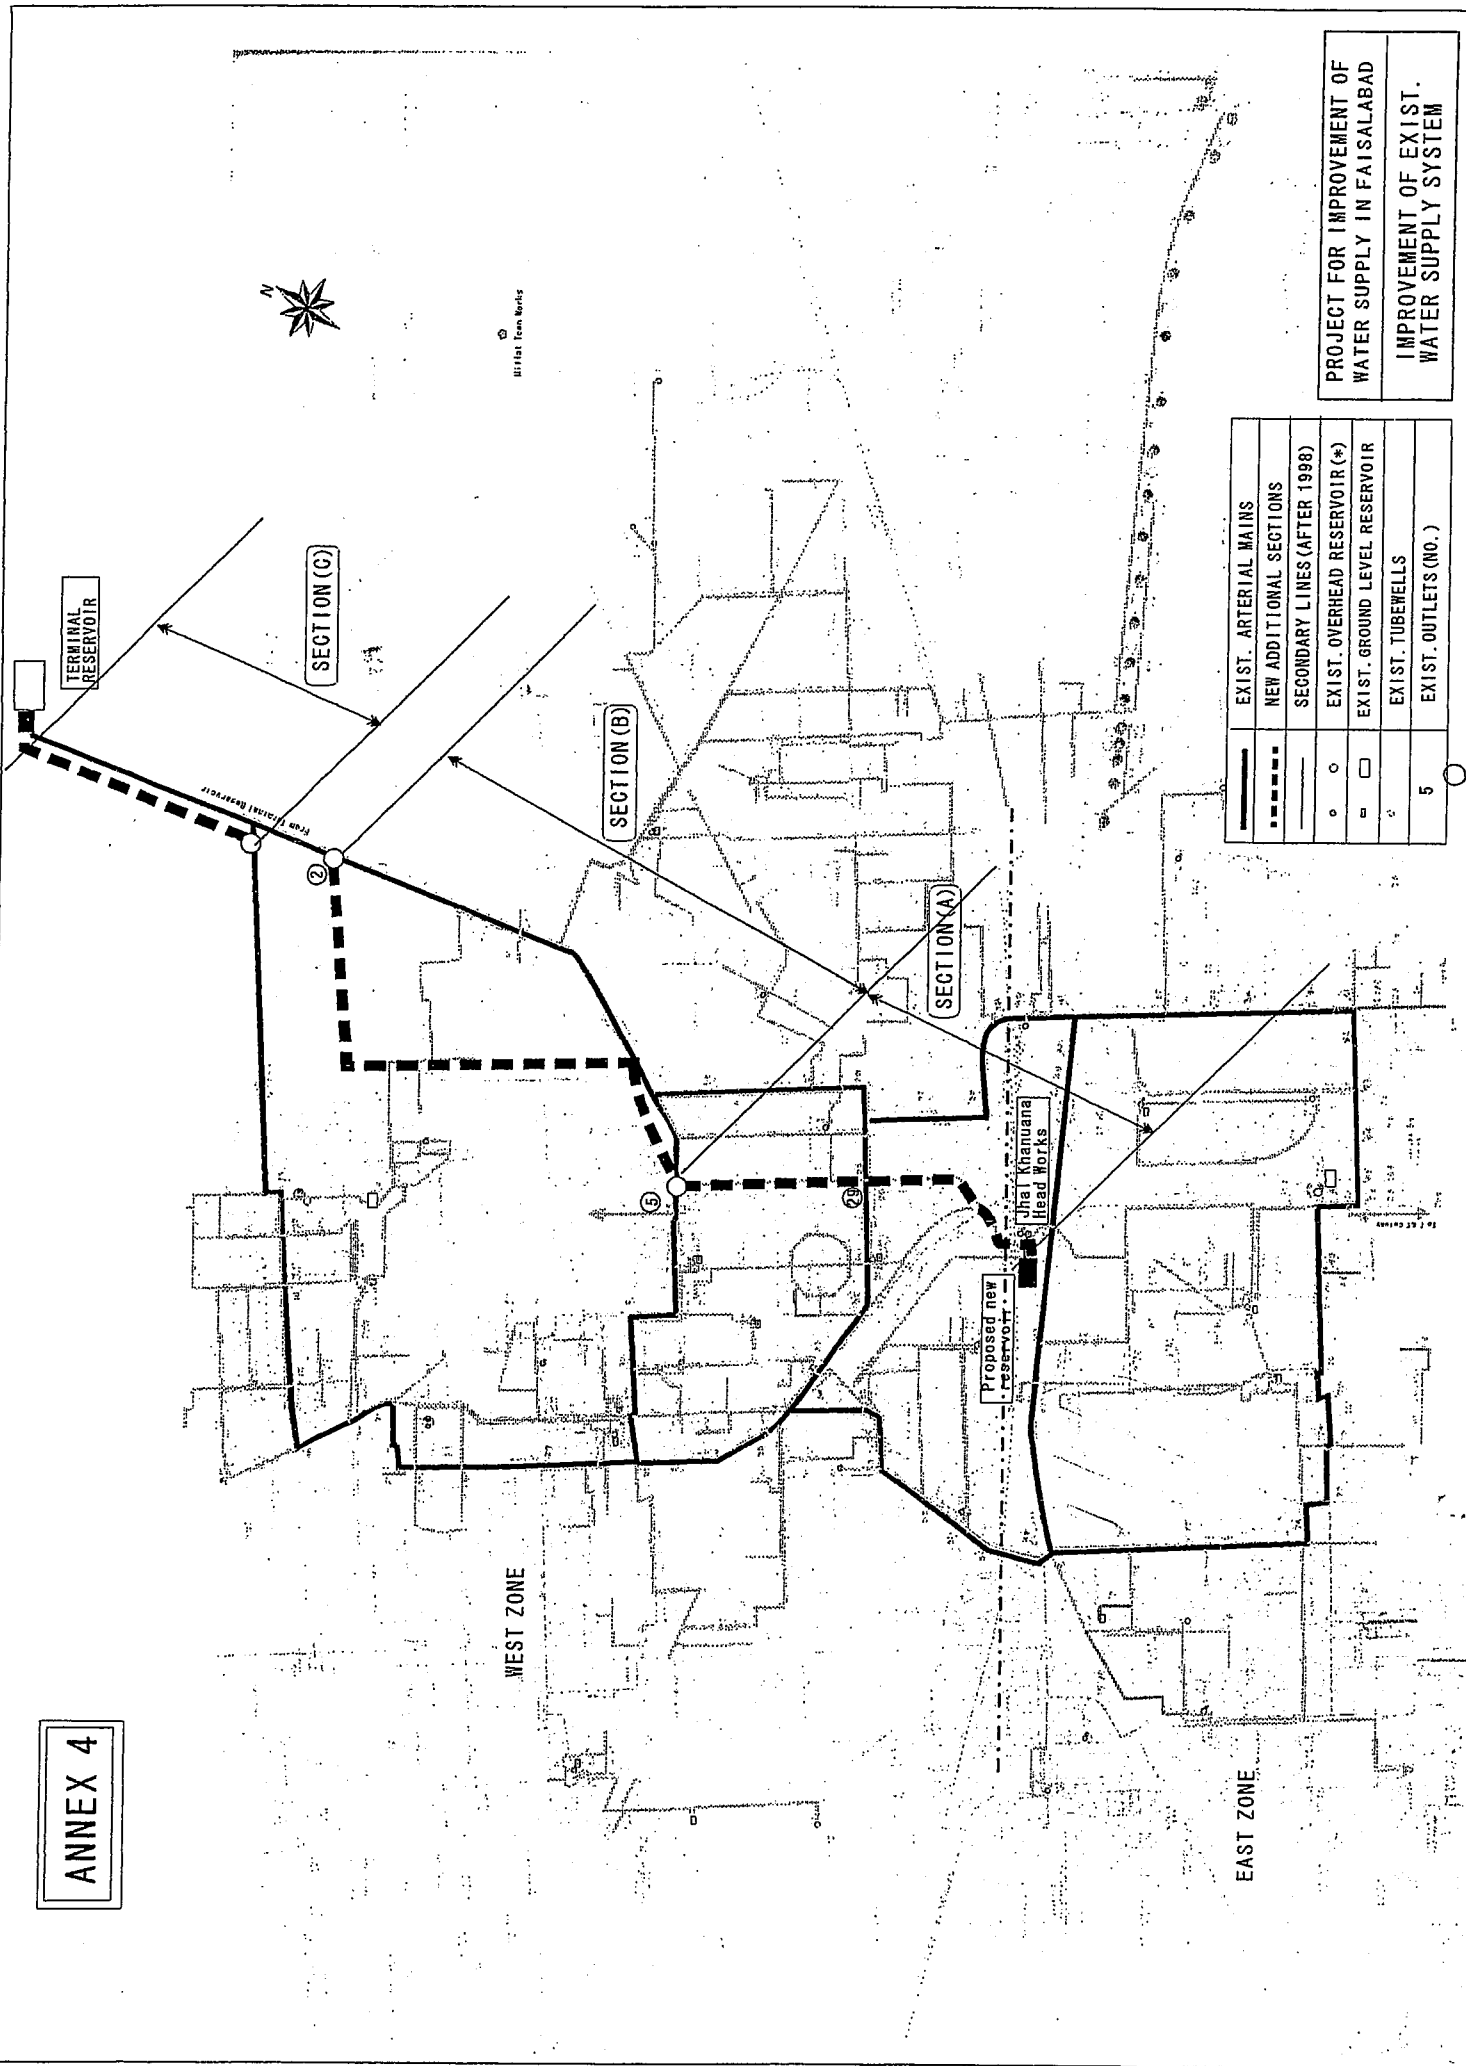 ANNEX 4
TERMINAL
RESERVOIR
SECTION(C)
N
From Terminal Reservoir
②
SECTION(B)
SECTION(A)
⑤
29
Jhal Khanuana
Head Works
Proposed new
reservoir
WEST ZONE
EAST ZONE
EXIST. ARTERIAL MAINS
NEW ADDITIONAL SECTIONS
SECONDARY LINES(AFTER 1998)
EXIST. OVERHEAD RESERVOIR(*)
EXIST. GROUND LEVEL RESERVOIR
EXIST. TUBEWELLS
5 EXIST. OUTLETS(NO.)
PROJECT FOR IMPROVEMENT OF
WATER SUPPLY IN FAISALABAD
IMPROVEMENT OF EXIST.
WATER SUPPLY SYSTEM